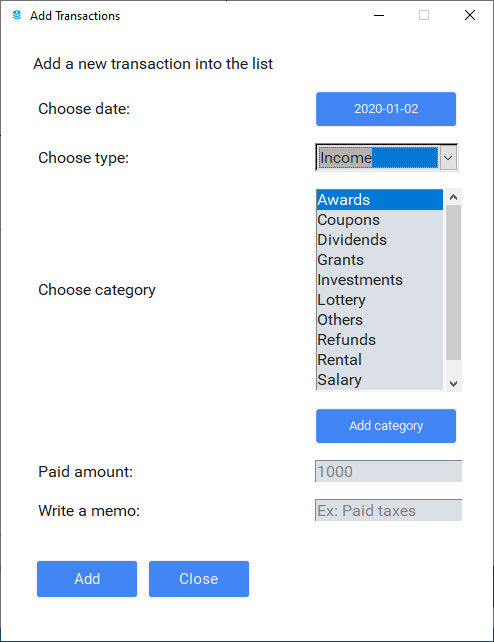 Add Transactions
Add a new transaction into the list
Choose date:
2020-01-02
Choose type:
Income
Choose category
Awards
Coupons
Dividends
Grants
Investments
Lottery
Others
Refunds
Rental
Salary
Add category
Paid amount:
1000
Write a memo:
Ex: Paid taxes
Add
Close